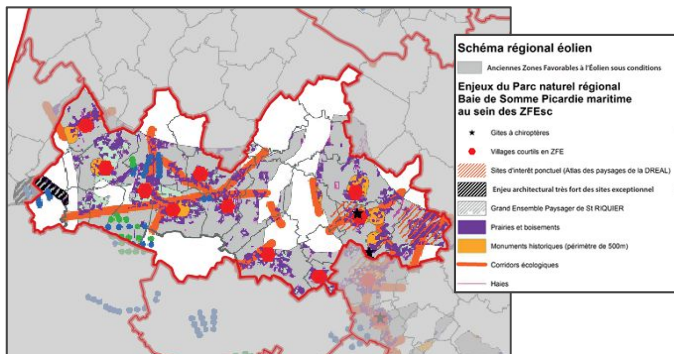 Schéma régional éolien
Anciennes Zones Favorables à l'Éolien sous conditions
Enjeux du Parc naturel régional
Baie de Somme Picardie maritime
au sein des ZFEsc
Gites à chiroptères
Villages courtils en ZFE
Sites d'interêt ponctuel (Atlas des paysages de la DREAL)
Enjeu architectural très fort des sites exceptionnel
Grand Ensemble Paysager de St RIQUIER
Prairies et boisements
Monuments historiques (périmètre de 500m)
Corridors écologiques
Haies